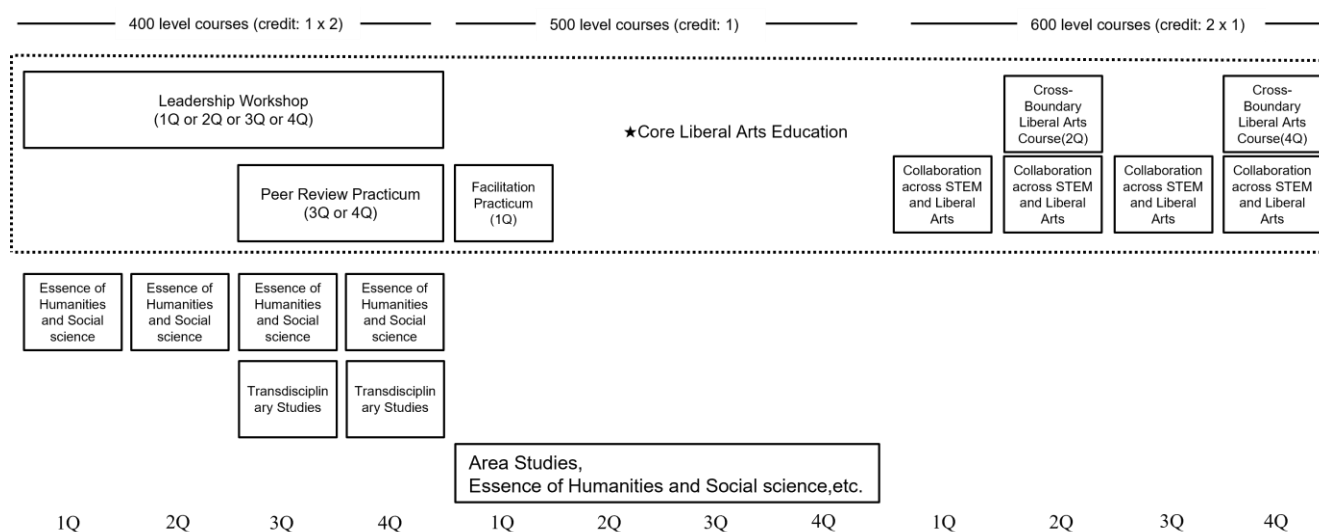 400 level courses (credit: 1 x 2)
500 level courses (credit: 1)
600 level courses (credit: 2 x 1)
Leadership Workshop
(1Q or 2Q or 3Q or 4Q)
★Core Liberal Arts Education
Cross-
Boundary
Liberal Arts
Course(2Q)
Cross-
Boundary
Liberal Arts
Course(4Q)
Peer Review Practicum
(3Q or 4Q)
Facilitation
Practicum
(1Q)
Collaboration
across STEM
and Liberal
Arts
Collaboration
across STEM
and Liberal
Arts
Collaboration
across STEM
and Liberal
Arts
Collaboration
across STEM
and Liberal
Arts
Essence of
Humanities
and Social
science
Essence of
Humanities
and Social
science
Essence of
Humanities
and Social
science
Essence of
Humanities
and Social
science
Transdisciplin
ary Studies
Transdisciplin
ary Studies
Area Studies,
Essence of Humanities and Social science,etc.
1Q
2Q
3Q
4Q
1Q
2Q
3Q
4Q
1Q
2Q
3Q
4Q